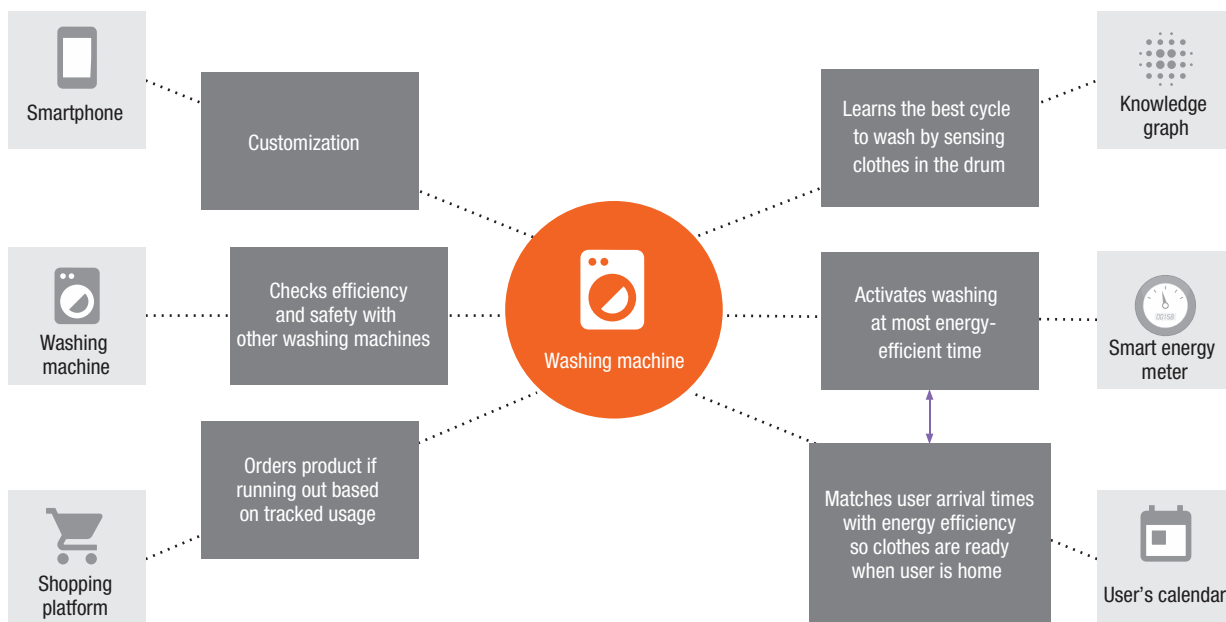 Smartphone
Customization
Learns the best cycle
to wash by sensing
clothes in the drum
Knowledge
graph
Washing
machine
Checks efficiency
and safety with
other washing machines
Washing machine
Activates washing
at most energy-
efficient time
00158
Smart energy
meter
Shopping
platform
Orders product if
running out based
on tracked usage
Matches user arrival times
with energy efficiency
so clothes are ready
when user is home
User's calendar